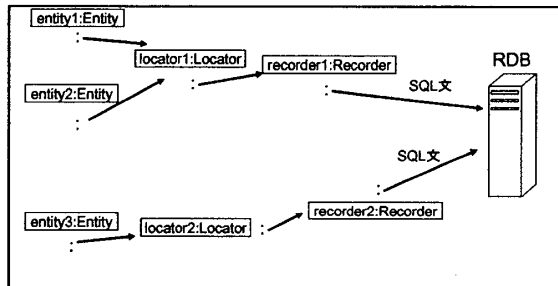 entity1:Entity
locator1:Locator
recorder1:Recorder
RDB
entity2:Entity
SQL文
SQL文
entity3:Entity
locator2:Locator
recorder2:Recorder